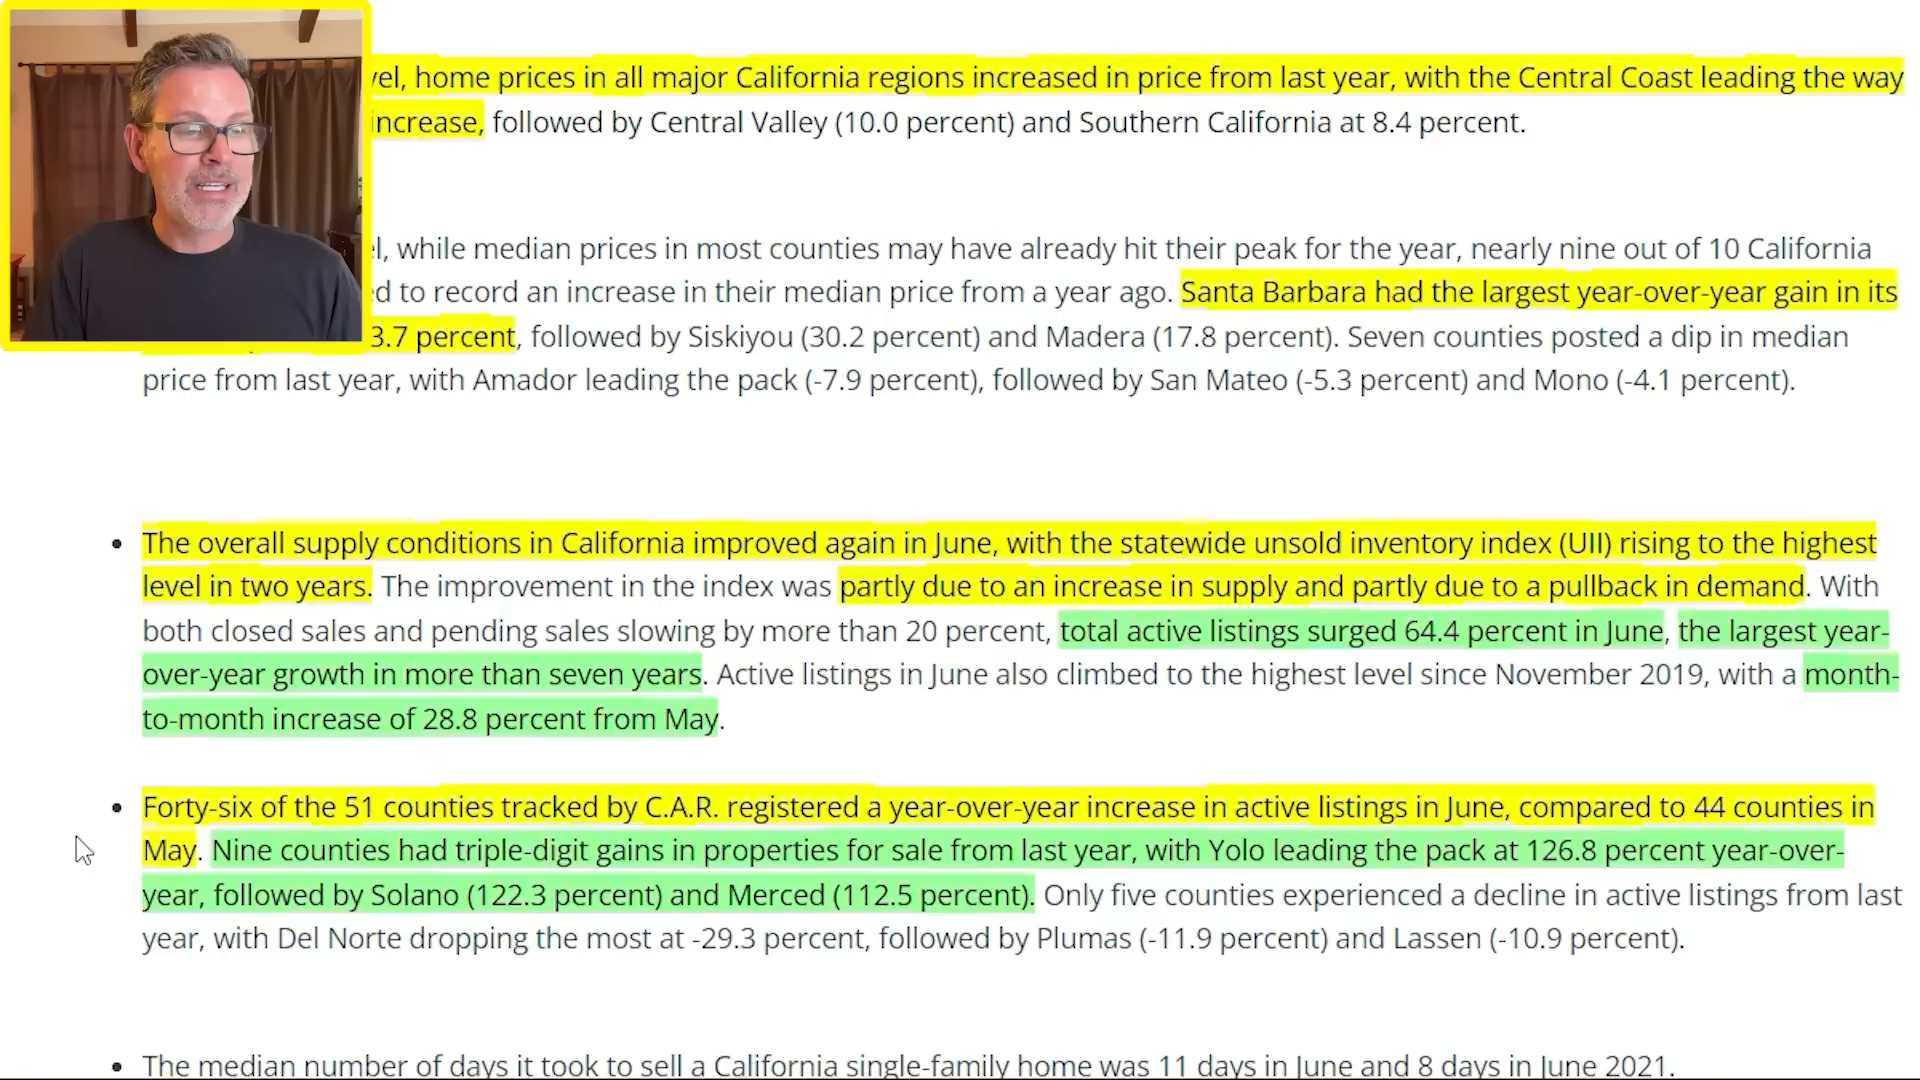 home prices in all major California regions increased in price from last year, with the Central Coast leading the way
increase, followed by Central Valley (10.0 percent) and Southern California at 8.4 percent.
while median prices in most counties may have already hit their peak for the year, nearly nine out of 10 California
to record an increase in their median price from a year ago. Santa Barbara had the largest year-over-year gain in its
3.7 percent, followed by Siskiyou (30.2 percent) and Madera (17.8 percent). Seven counties posted a dip in median
price from last year, with Amador leading the pack (-7.9 percent), followed by San Mateo (-5.3 percent) and Mono (-4.1 percent).
• The overall supply conditions in California improved again in June, with the statewide unsold inventory index (UII) rising to the highest
level in two years. The improvement in the index was partly due to an increase in supply and partly due to a pullback in demand. With
both closed sales and pending sales slowing by more than 20 percent, total active listings surged 64.4 percent in June, the largest year-
over-year growth in more than seven years. Active listings in June also climbed to the highest level since November 2019, with a month-
to-month increase of 28.8 percent from May.
• Forty-six of the 51 counties tracked by C.A.R. registered a year-over-year increase in active listings in June, compared to 44 counties in
May. Nine counties had triple-digit gains in properties for sale from last year, with Yolo leading the pack at 126.8 percent year-over-
year, followed by Solano (122.3 percent) and Merced (112.5 percent). Only five counties experienced a decline in active listings from last
year, with Del Norte dropping the most at -29.3 percent, followed by Plumas (-11.9 percent) and Lassen (-10.9 percent).
• The median number of days it took to sell a California single-family home was 11 days in June and 8 days in June 2021.